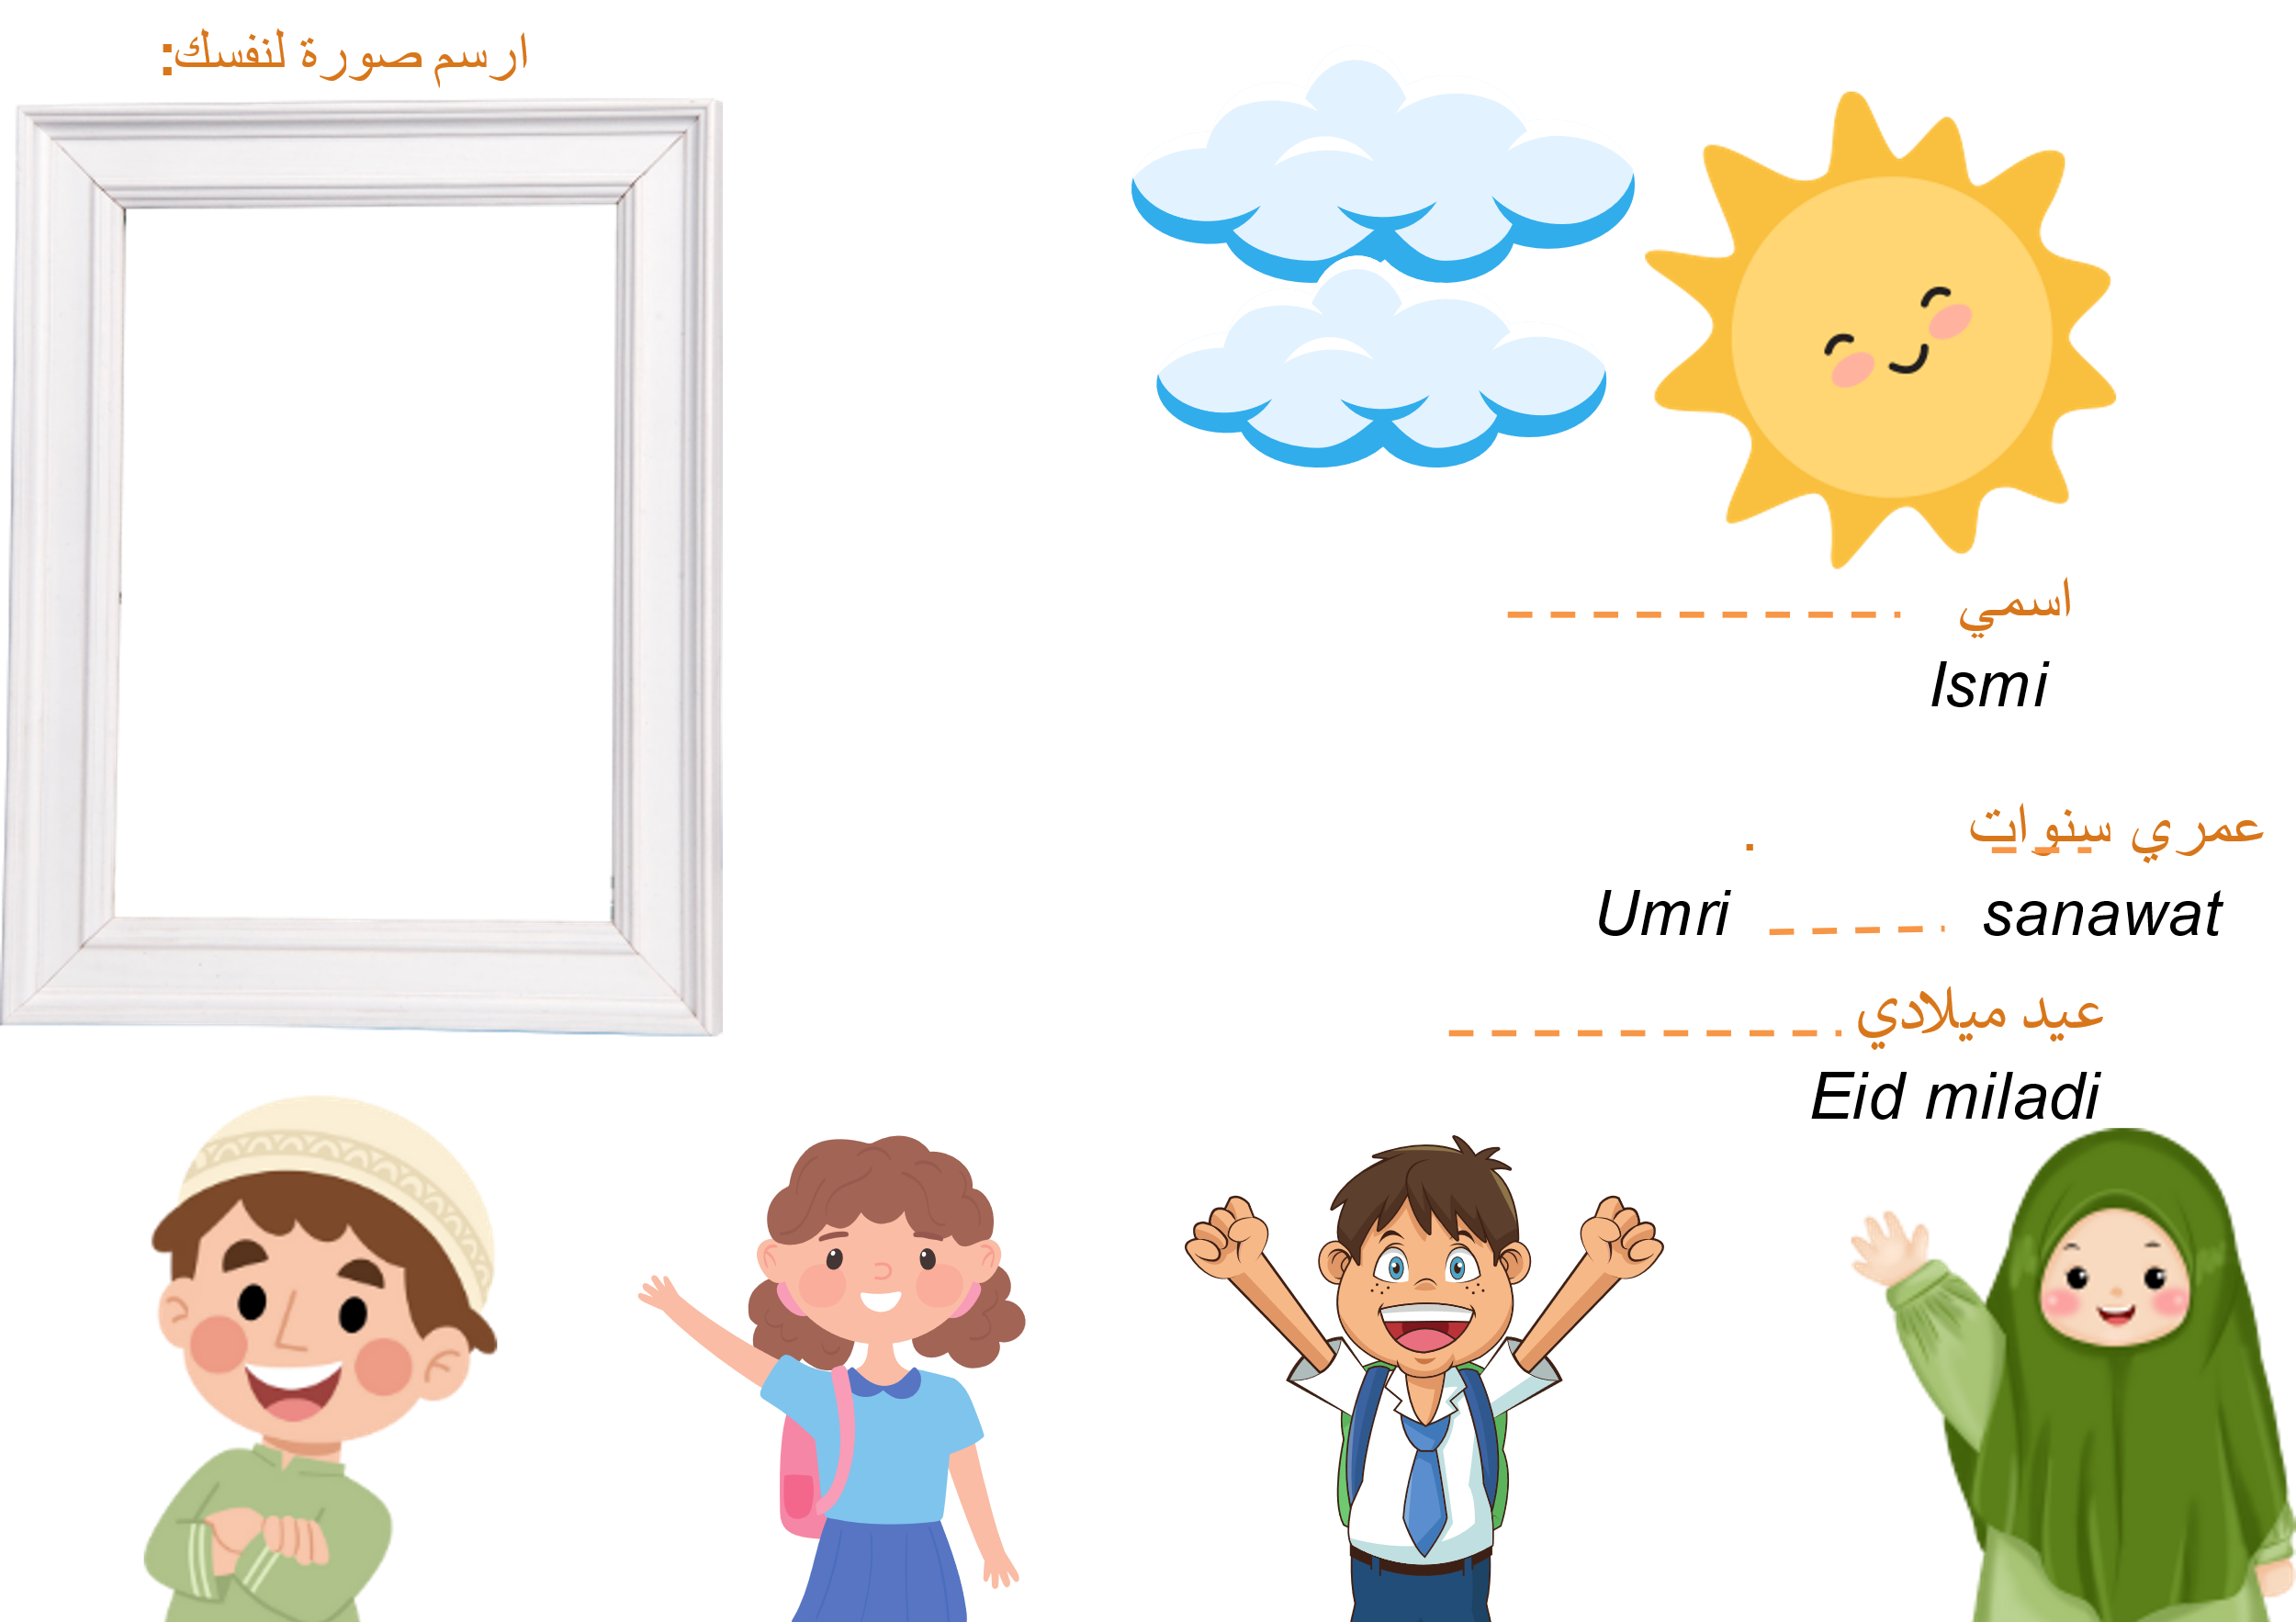 ارسم صورة لنفسك:
اسمي
Ismi
عمري سنوات .
Umri sanawat
عيد ميلادي
Eid miladi